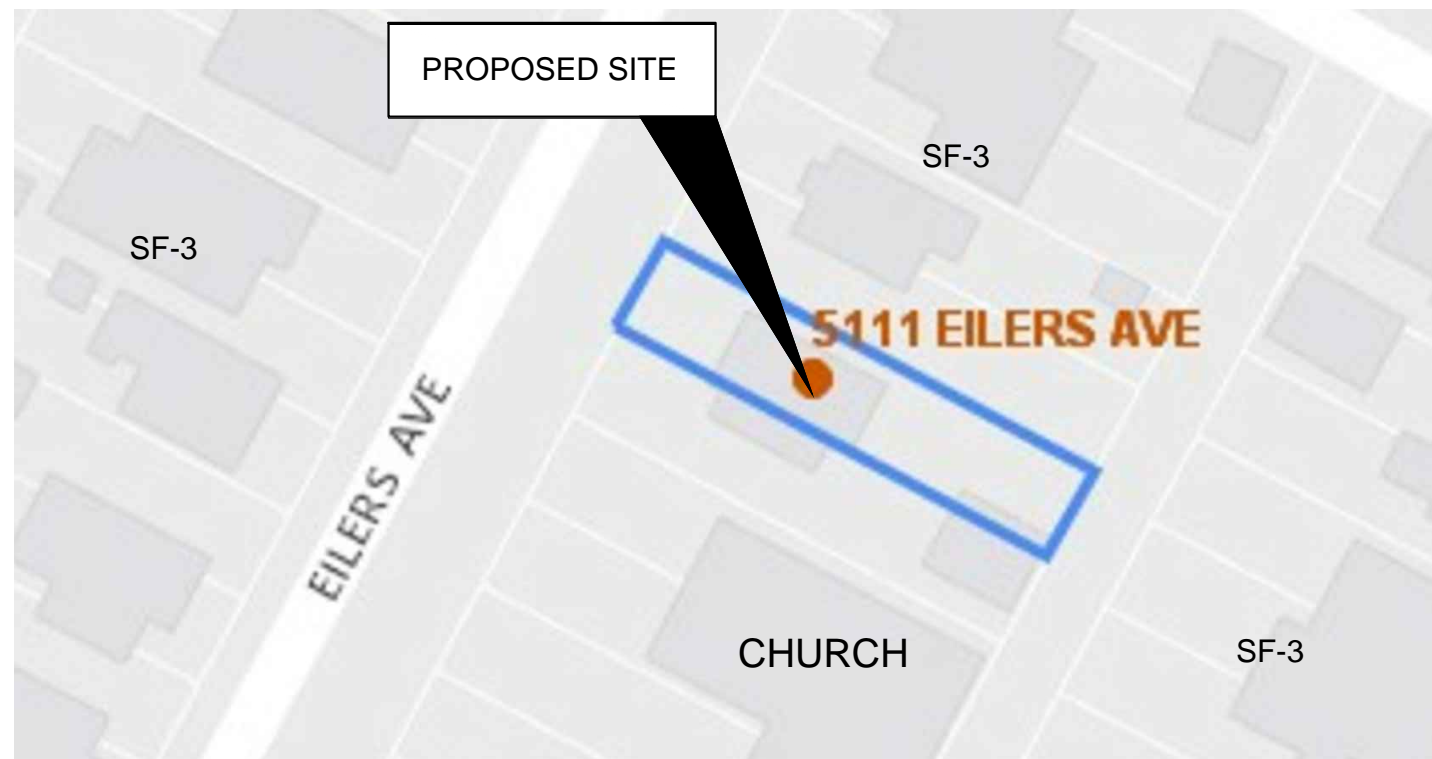 PROPOSED SITE
SF-3
SF-3
5111 EILERS AVE
EILERS AVE
CHURCH
SF-3